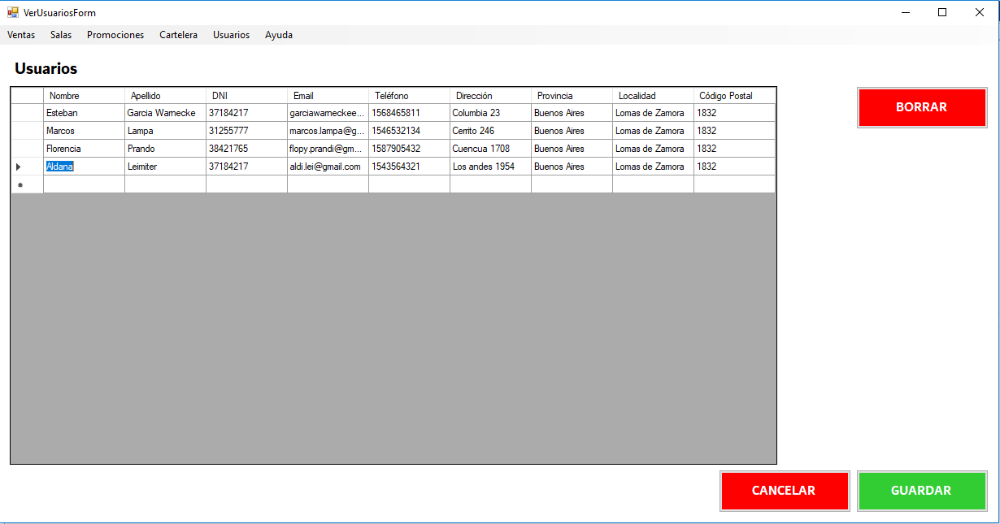 VerUsuariosForm
Ventas Salas Promociones Cartelera Usuarios Ayuda
Usuarios
Nombre Apellido DNI Email Teléfono Dirección Provincia Localidad Código Postal
Esteban Garcia Warnecke 37184217 garciawarneckee... 1568465811 Columbia 23 Buenos Aires Lomas de Zamora 1832
Marcos Lampa 31255777 marcos.lampa@g... 1546532134 Cerrito 246 Buenos Aires Lomas de Zamora 1832
Florencia Prando 38421765 flopy.prandi@gm... 1587905432 Cuencua 1708 Buenos Aires Lomas de Zamora 1832
Aldana Leimiter 37184217 aldi.lei@gmail.com 1543564321 Los andes 1954 Buenos Aires Lomas de Zamora 1832
BORRAR
CANCELAR GUARDAR